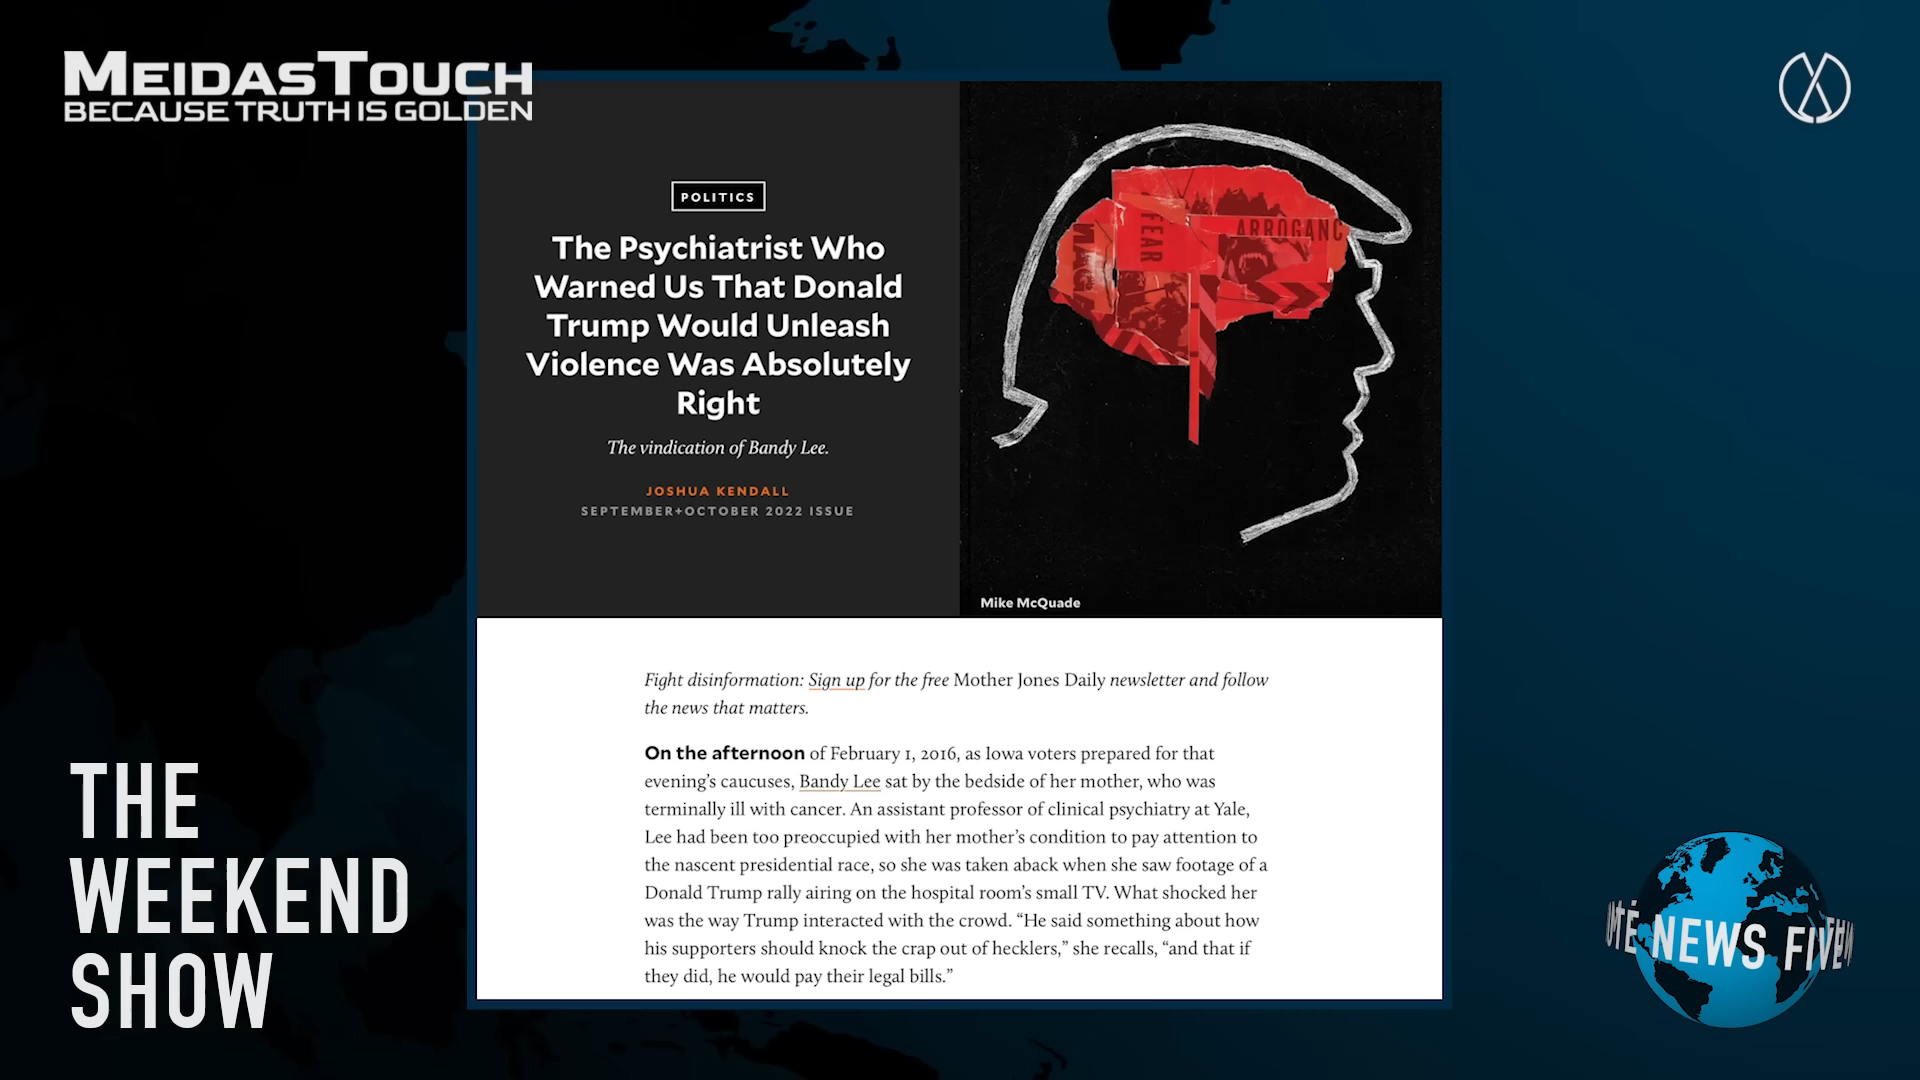 MEIDASTOUCH
BECAUSE TRUTH IS GOLDEN
POLITICS
The Psychiatrist Who
Warned Us That Donald
Trump Would Unleash
Violence Was Absolutely
Right
The vindication of Bandy Lee.
JOSHUA KENDALL
SEPTEMBER+OCTOBER 2022 ISSUE
FEAR
ARROGANC
Mike McQuade
Fight disinformation: Sign up for the free Mother Jones Daily newsletter and follow
the news that matters.
On the afternoon of February 1, 2016, as Iowa voters prepared for that
evening’s caucuses, Bandy Lee sat by the bedside of her mother, who was
terminally ill with cancer. An assistant professor of clinical psychiatry at Yale,
Lee had been too preoccupied with her mother’s condition to pay attention to
the nascent presidential race, so she was taken aback when she saw footage of a
Donald Trump rally airing on the hospital room’s small TV. What shocked her
was the way Trump interacted with the crowd. “He said something about how
his supporters should knock the crap out of hecklers,” she recalls, “and that if
they did, he would pay their legal bills.”
THE
WEEKEND
SHOW
NEWS FIVE